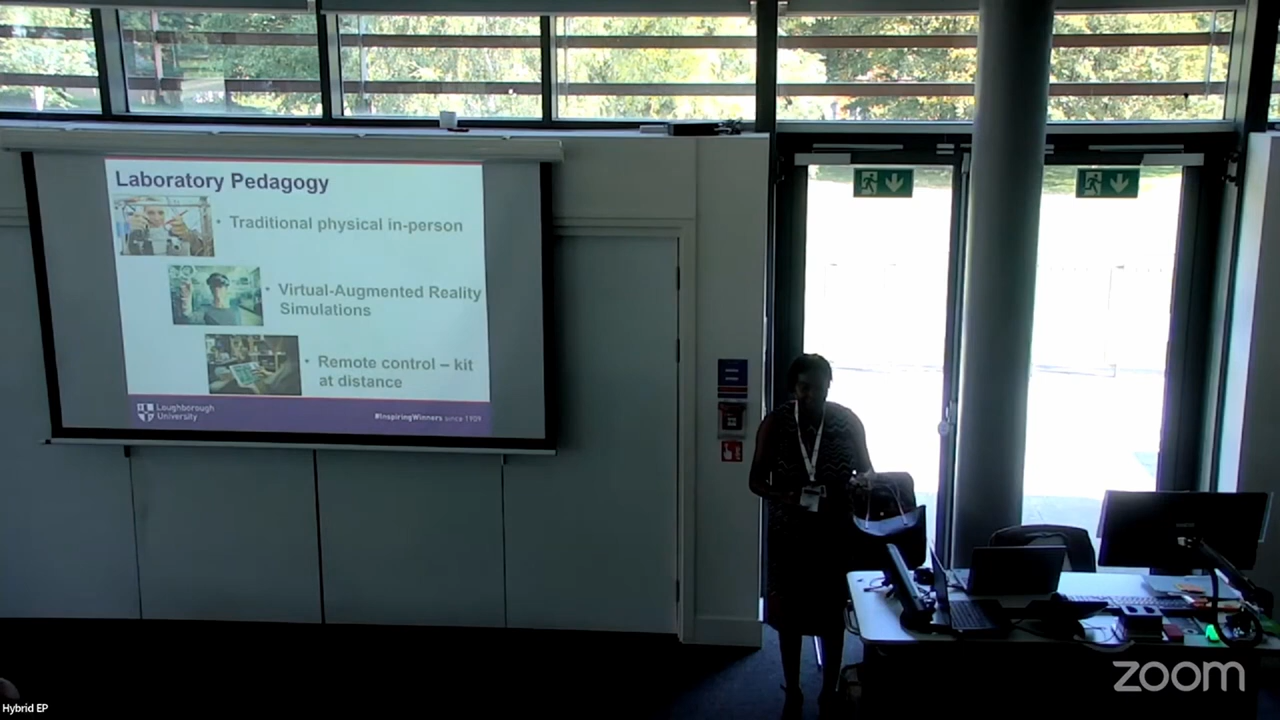 Laboratory Pedagogy
• Traditional physical in-person
• Virtual-Augmented Reality
Simulations
• Remote control – kit
at distance
Loughborough
University
#InspiringWinners since 1909
zoom
Hybrid EP